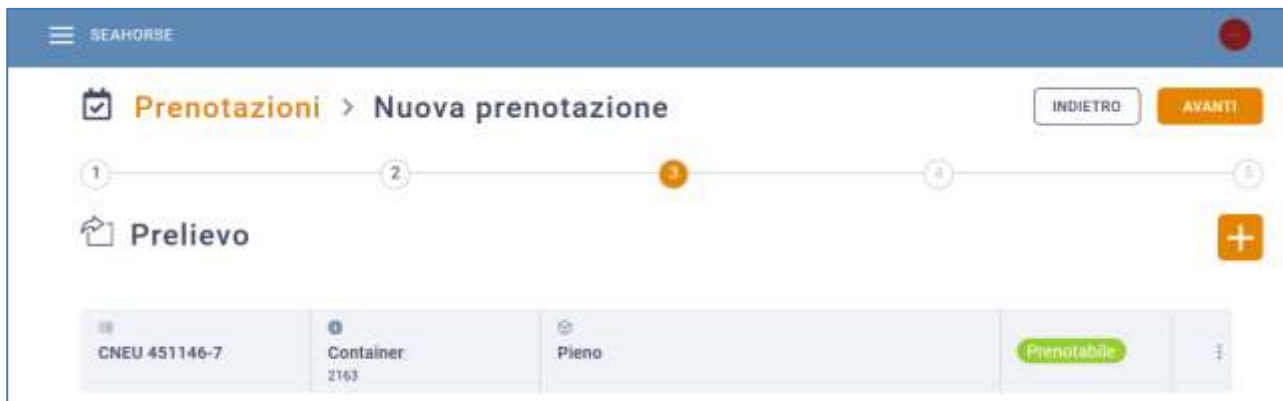 SEAHORSE
Prenotazioni > Nuova prenotazione
INDIETRO
AVANTI
1
2
3
4
5
Prelievo
CNEU 451146-7
Container
2163
Pieno
Prenotabile